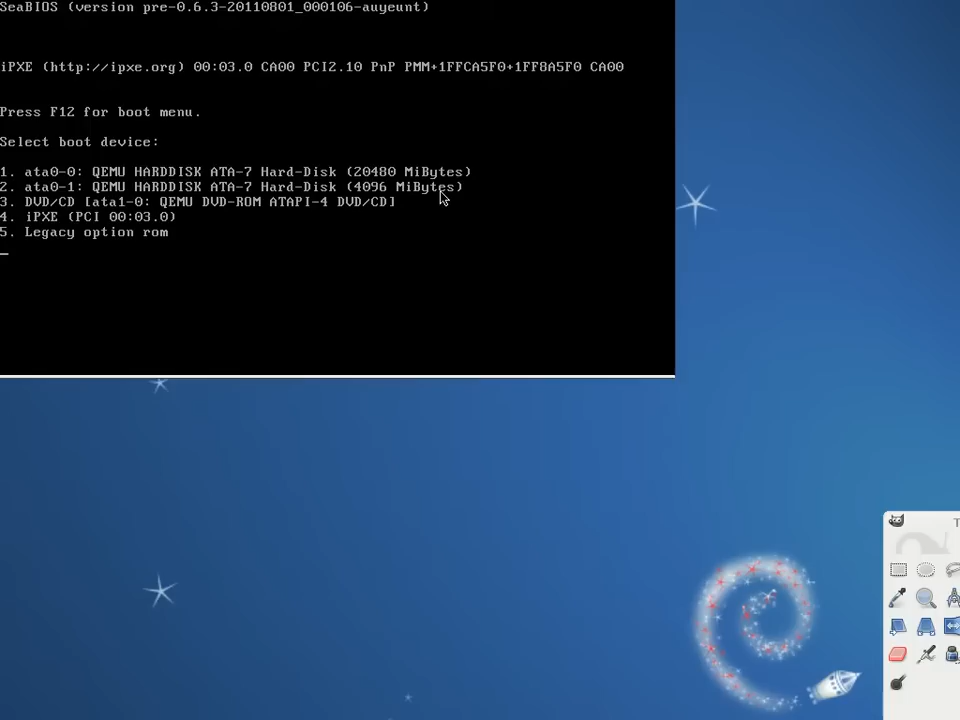 SeaBIOS (version pre-0.6.3-20110801_000106-auyeunt)
iPXE (http://ipxe.org) 00:03.0 CA00 PCI2.10 PnP PMM+1FFCA5F0+1FF8A5F0 CA00
Press F12 for boot menu.
Select boot device:
1. ata0-0: QEMU HARDDISK ATA-7 Hard-Disk (20480 MiBytes)
2. ata0-1: QEMU HARDDISK ATA-7 Hard-Disk (4096 MiBytes)
3. DVD/CD [ata1-0: QEMU DVD-ROM ATAPI-4 DVD/CD]
4. iPXE (PCI 00:03.0)
5. Legacy option rom